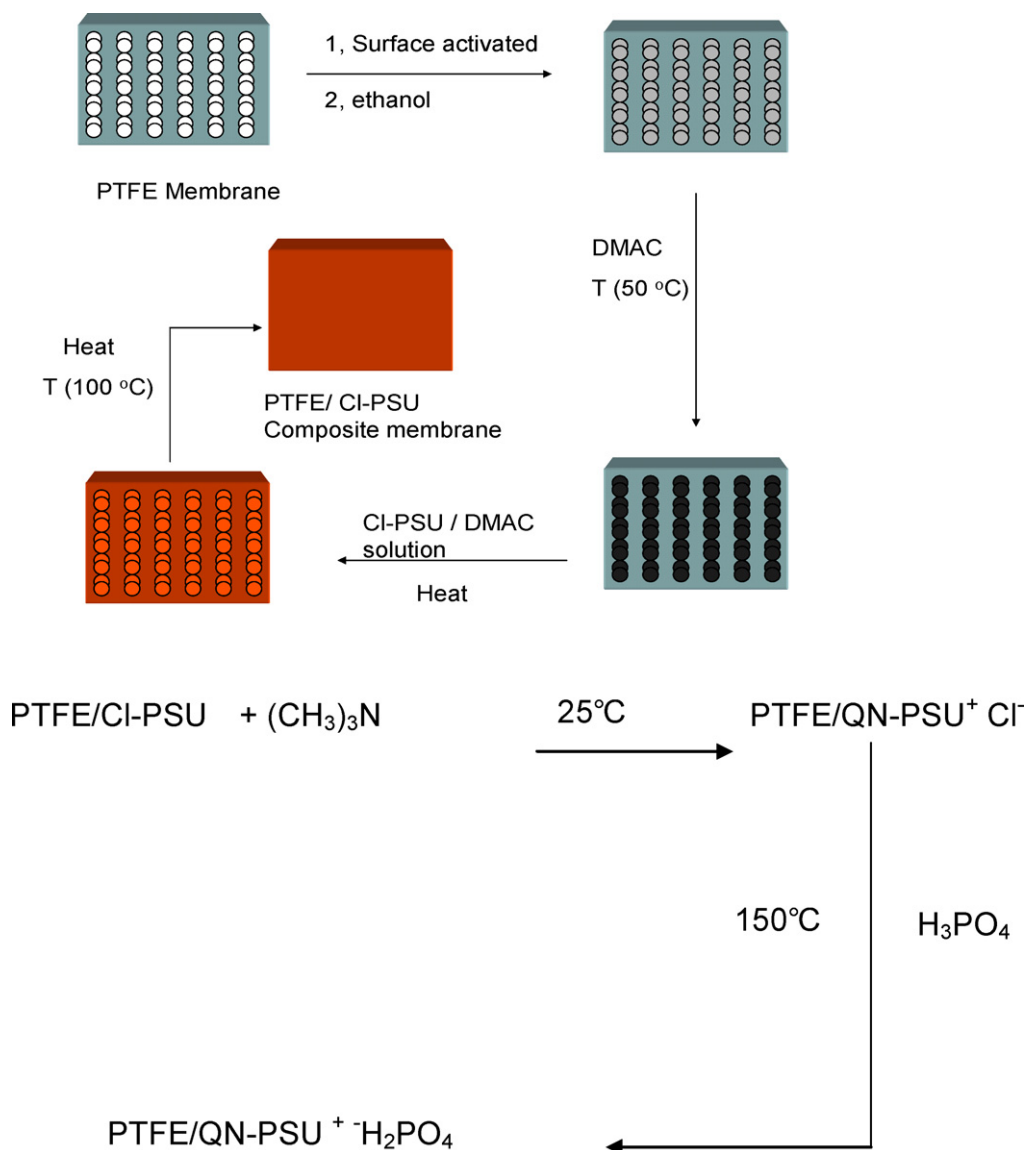 1, Surface activated
2, ethanol
PTFE Membrane
DMAC
T (50 °C)
Heat
T (100 °C)
PTFE/ Cl-PSU
Composite membrane
Cl-PSU / DMAC
solution
Heat
PTFE/Cl-PSU + (CH₃)₃N 25°C PTFE/QN-PSU⁺ Cl⁻
150°C H₃PO₄
PTFE/QN-PSU ⁺ ⁻H₂PO₄